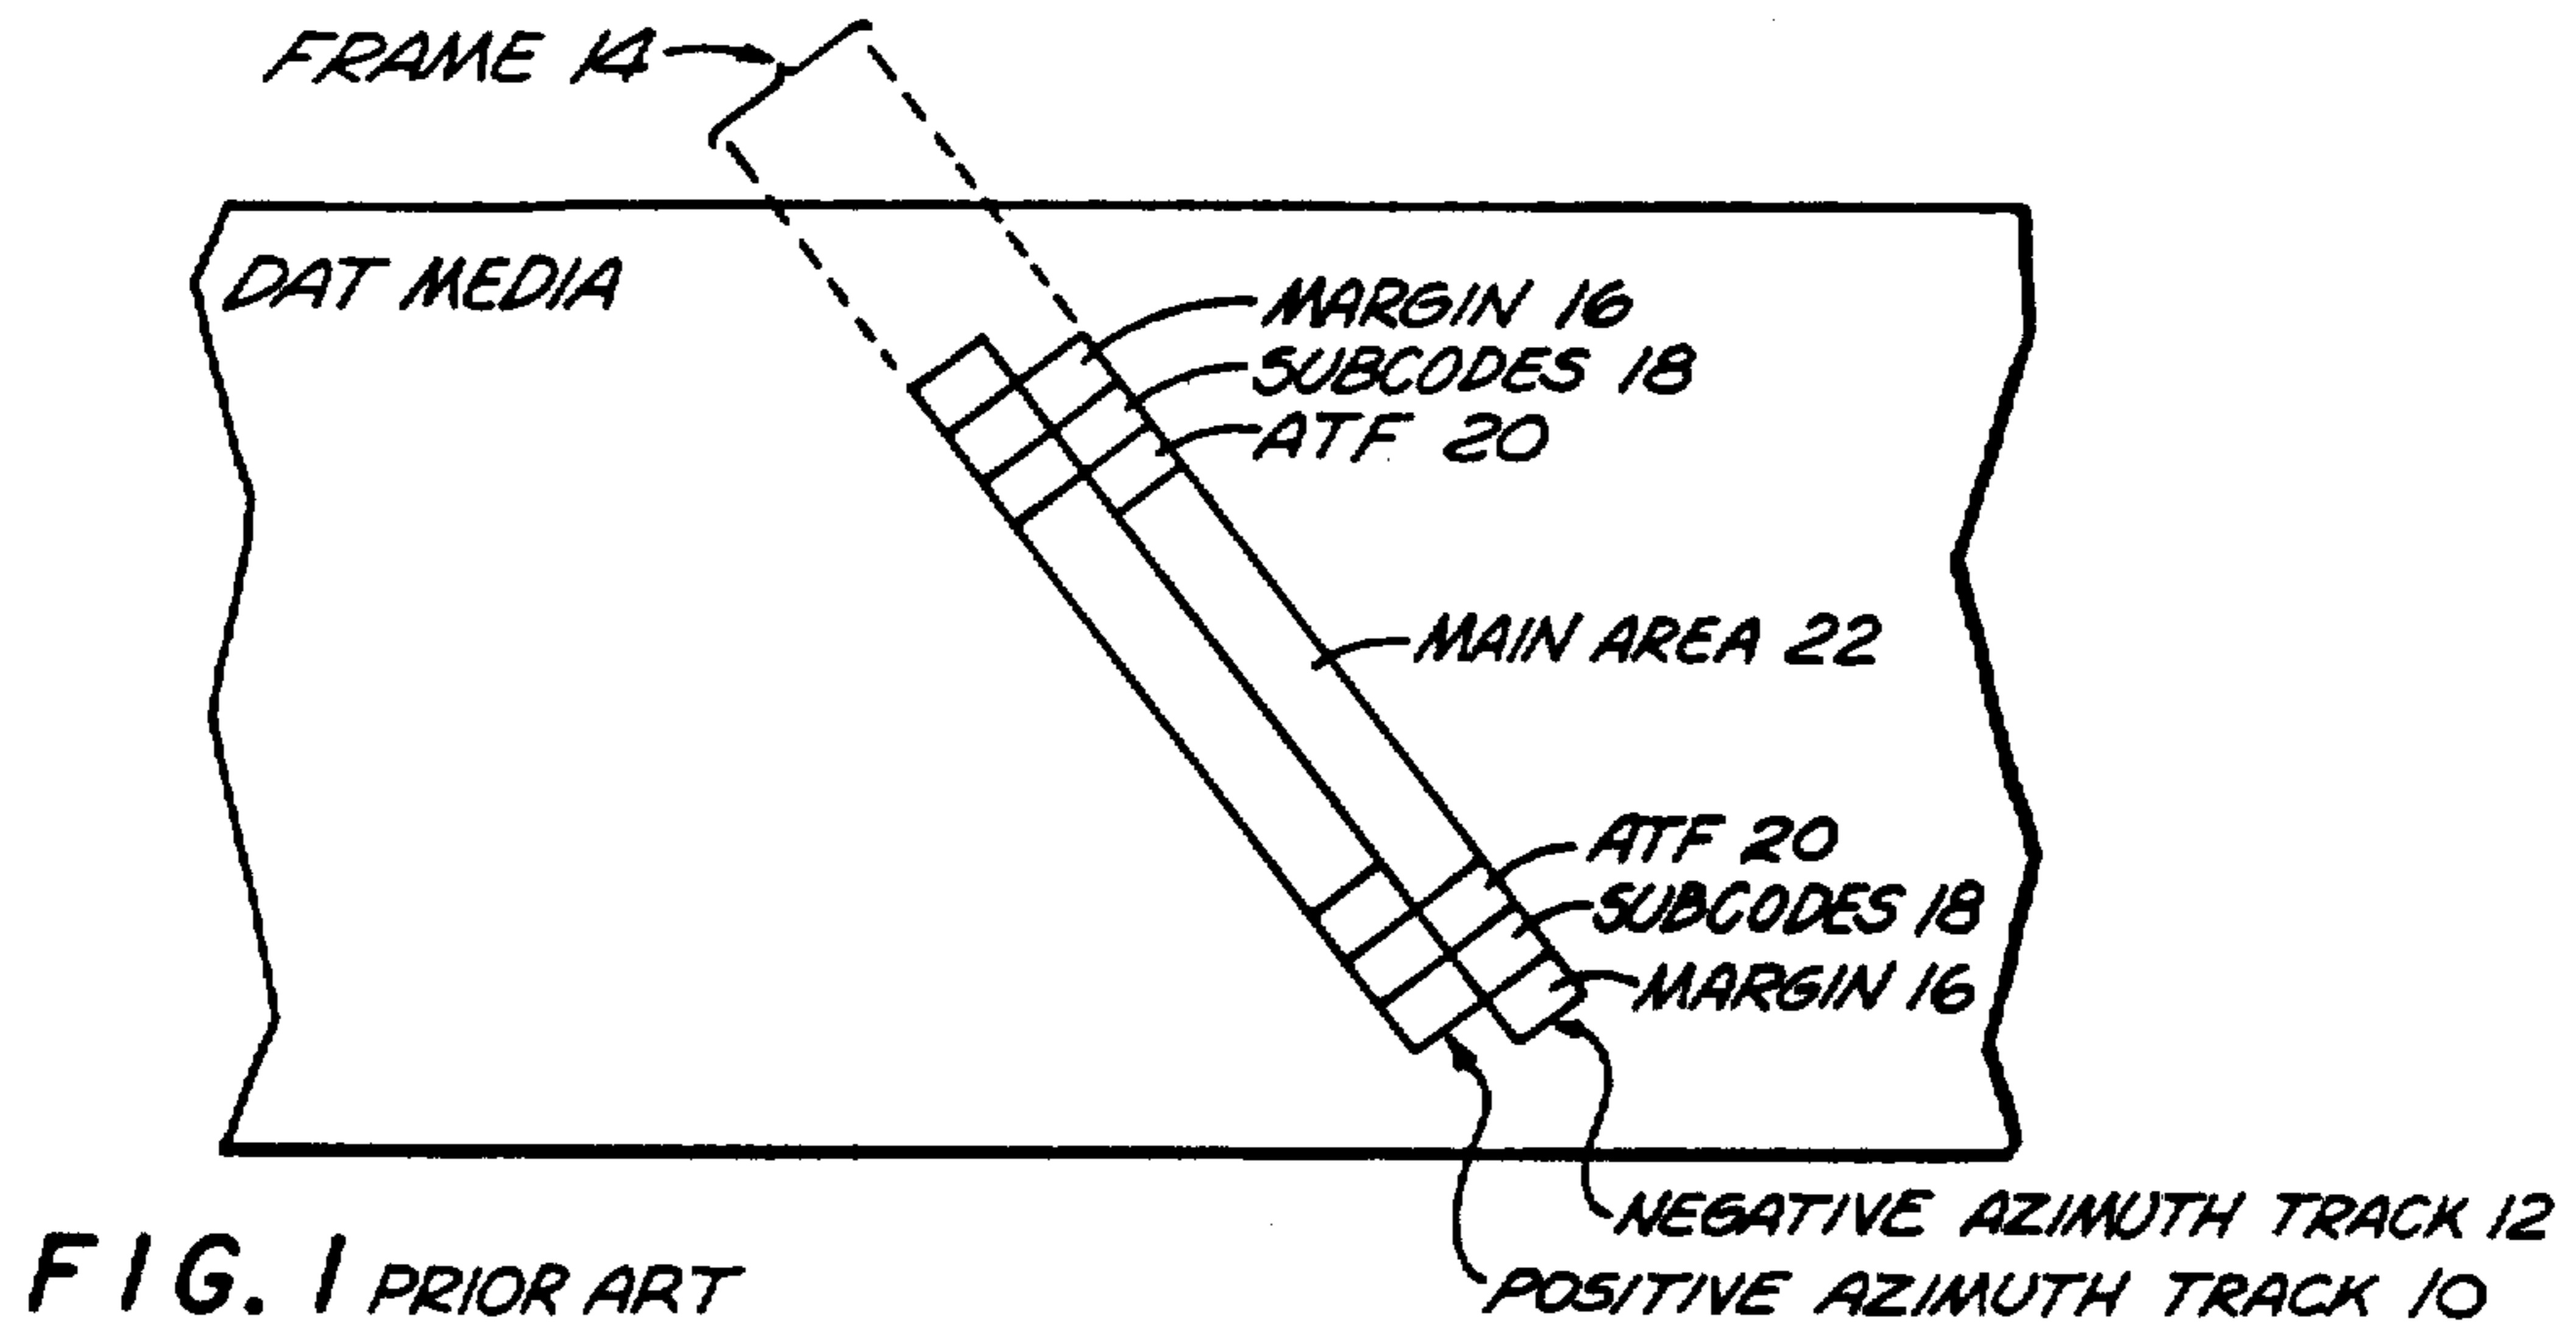 FRAME 14
DAT MEDIA
MARGIN 16
SUBCODES 18
ATF 20
MAIN AREA 22
ATF 20
SUBCODES 18
MARGIN 16
NEGATIVE AZIMUTH TRACK 12
POSITIVE AZIMUTH TRACK 10
FIG. 1 PRIOR ART